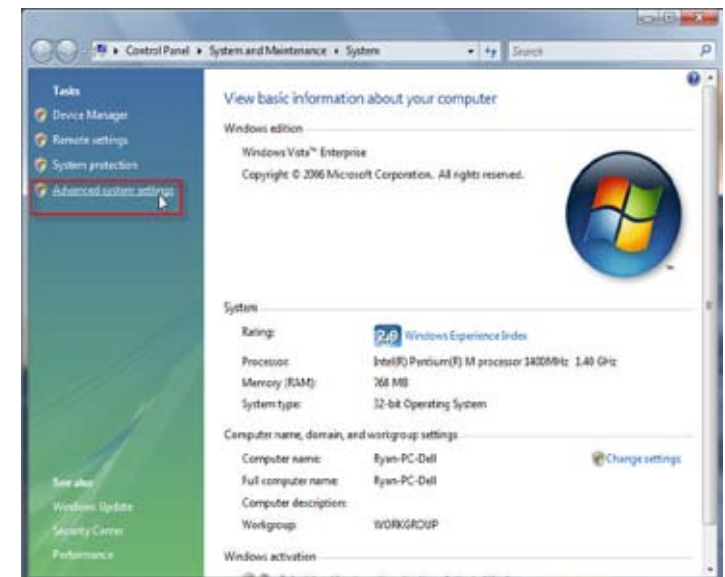 Control Panel ▸ System and Maintenance ▸ System
Search
Tasks
Device Manager
Remote settings
System protection
Advanced system settings
See also
Windows Update
Security Center
Performance
View basic information about your computer
Windows edition
Windows Vista™ Enterprise
Copyright © 2006 Microsoft Corporation. All rights reserved.
System
Rating: Windows Experience Index
Processor: Intel(R) Pentium(R) M processor 1400MHz 1.40 GHz
Memory (RAM): 768 MB
System type: 32-bit Operating System
Computer name, domain, and workgroup settings
Computer name: Ryan-PC-Dell
Change settings
Full computer name: Ryan-PC-Dell
Computer description:
Workgroup: WORKGROUP
Windows activation